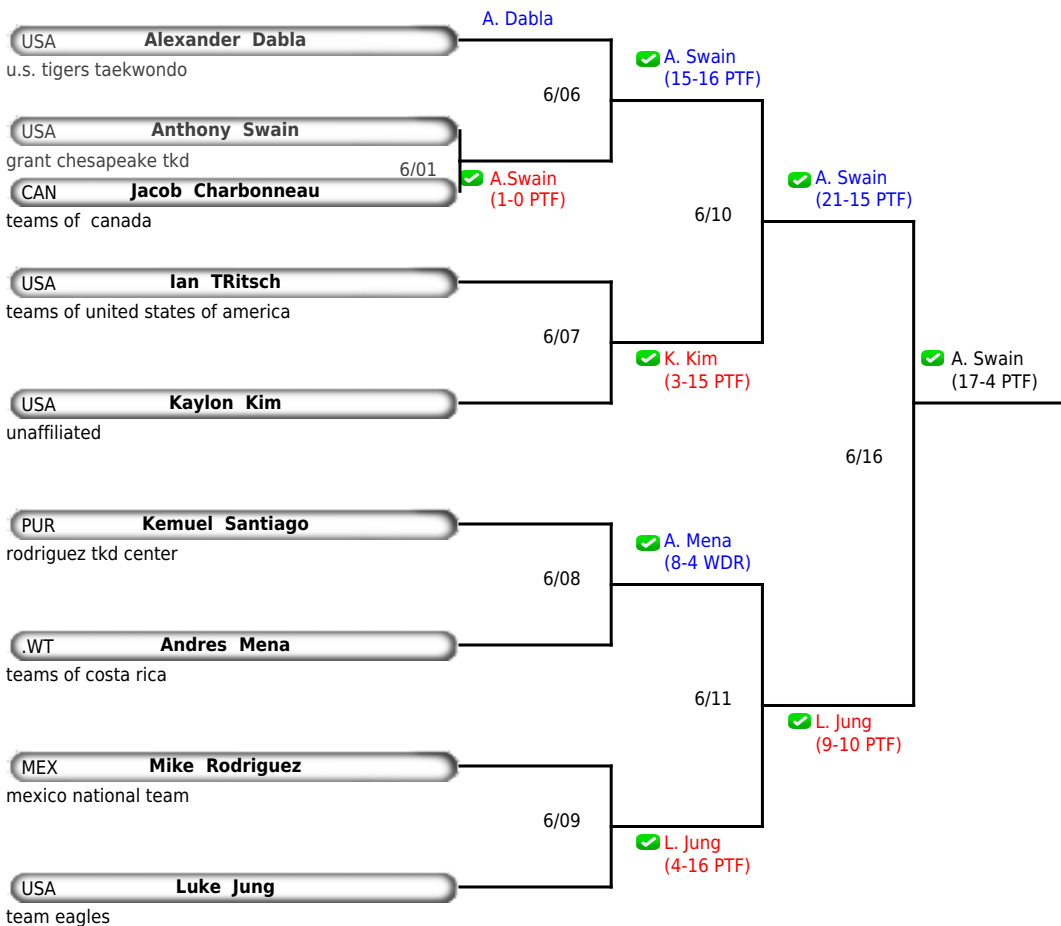 A. Dabla
USA Alexander Dabla
u.s. tigers taekwondo
6/06
A. Swain
(15-16 PTF)
USA Anthony Swain
grant chesapeake tkd
6/01
CAN Jacob Charbonneau
teams of canada
A.Swain
(1-0 PTF)
A. Swain
(21-15 PTF)
6/10
USA Ian TRitsch
teams of united states of america
6/07
K. Kim
(3-15 PTF)
A. Swain
(17-4 PTF)
USA Kaylon Kim
unaffiliated
6/16
PUR Kemuel Santiago
rodriguez tkd center
A. Mena
(8-4 WDR)
6/08
.WT Andres Mena
teams of costa rica
6/11
L. Jung
(9-10 PTF)
MEX Mike Rodriguez
mexico national team
6/09
L. Jung
(4-16 PTF)
USA Luke Jung
team eagles